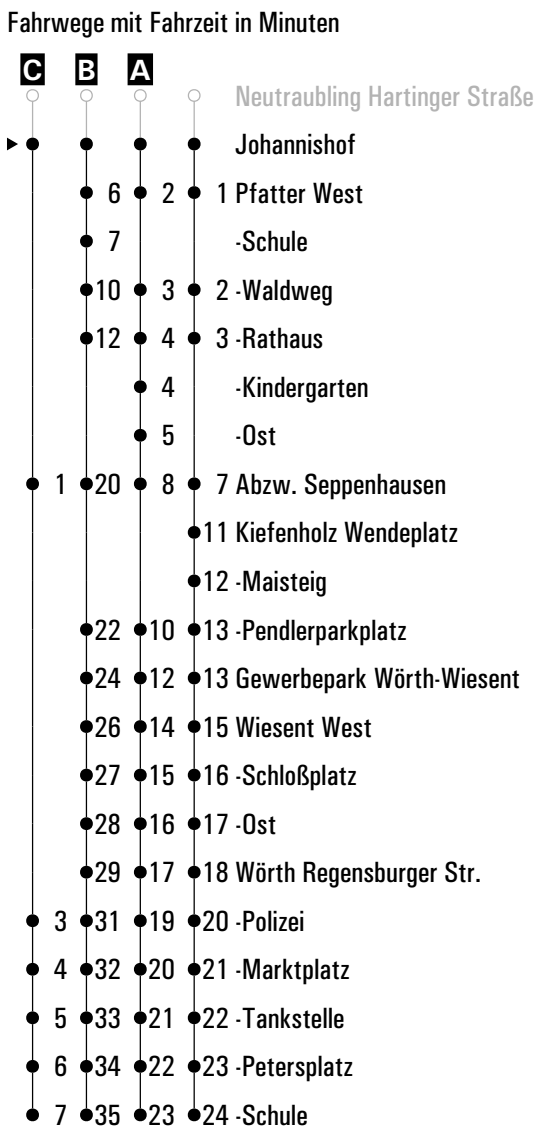 Fahrwege mit Fahrzeit in Minuten
C B A
Neutraubling Hartinger Straße
Johannishof
6 2 1 Pfatter West
7 -Schule
10 3 2 -Waldweg
12 4 3 -Rathaus
4 -Kindergarten
5 -Ost
1 20 8 7 Abzw. Seppenhausen
11 Kiefenholz Wendeplatz
12 -Maisteig
22 10 13 -Pendlerparkplatz
24 12 13 Gewerbepark Wörth-Wiesent
26 14 15 Wiesent West
27 15 16 -Schloßplatz
28 16 17 -Ost
29 17 18 Wörth Regensburger Str.
3 31 19 20 -Polizei
4 32 20 21 -Marktplatz
5 33 21 22 -Tankstelle
6 34 22 23 -Petersplatz
7 35 23 24 -Schule